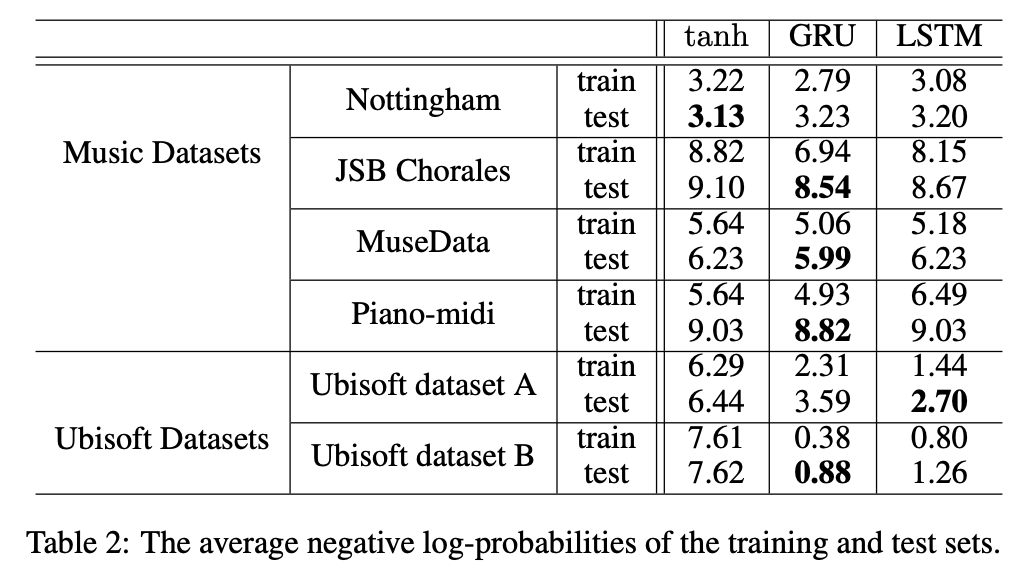 tanh GRU LSTM
Music Datasets Nottingham train 3.22 2.79 3.08
test 3.13 3.23 3.20
JSB Chorales train 8.82 6.94 8.15
test 9.10 8.54 8.67
MuseData train 5.64 5.06 5.18
test 6.23 5.99 6.23
Piano-midi train 5.64 4.93 6.49
test 9.03 8.82 9.03
Ubisoft Datasets Ubisoft dataset A train 6.29 2.31 1.44
test 6.44 3.59 2.70
Ubisoft dataset B train 7.61 0.38 0.80
test 7.62 0.88 1.26
Table 2: The average negative log-probabilities of the training and test sets.